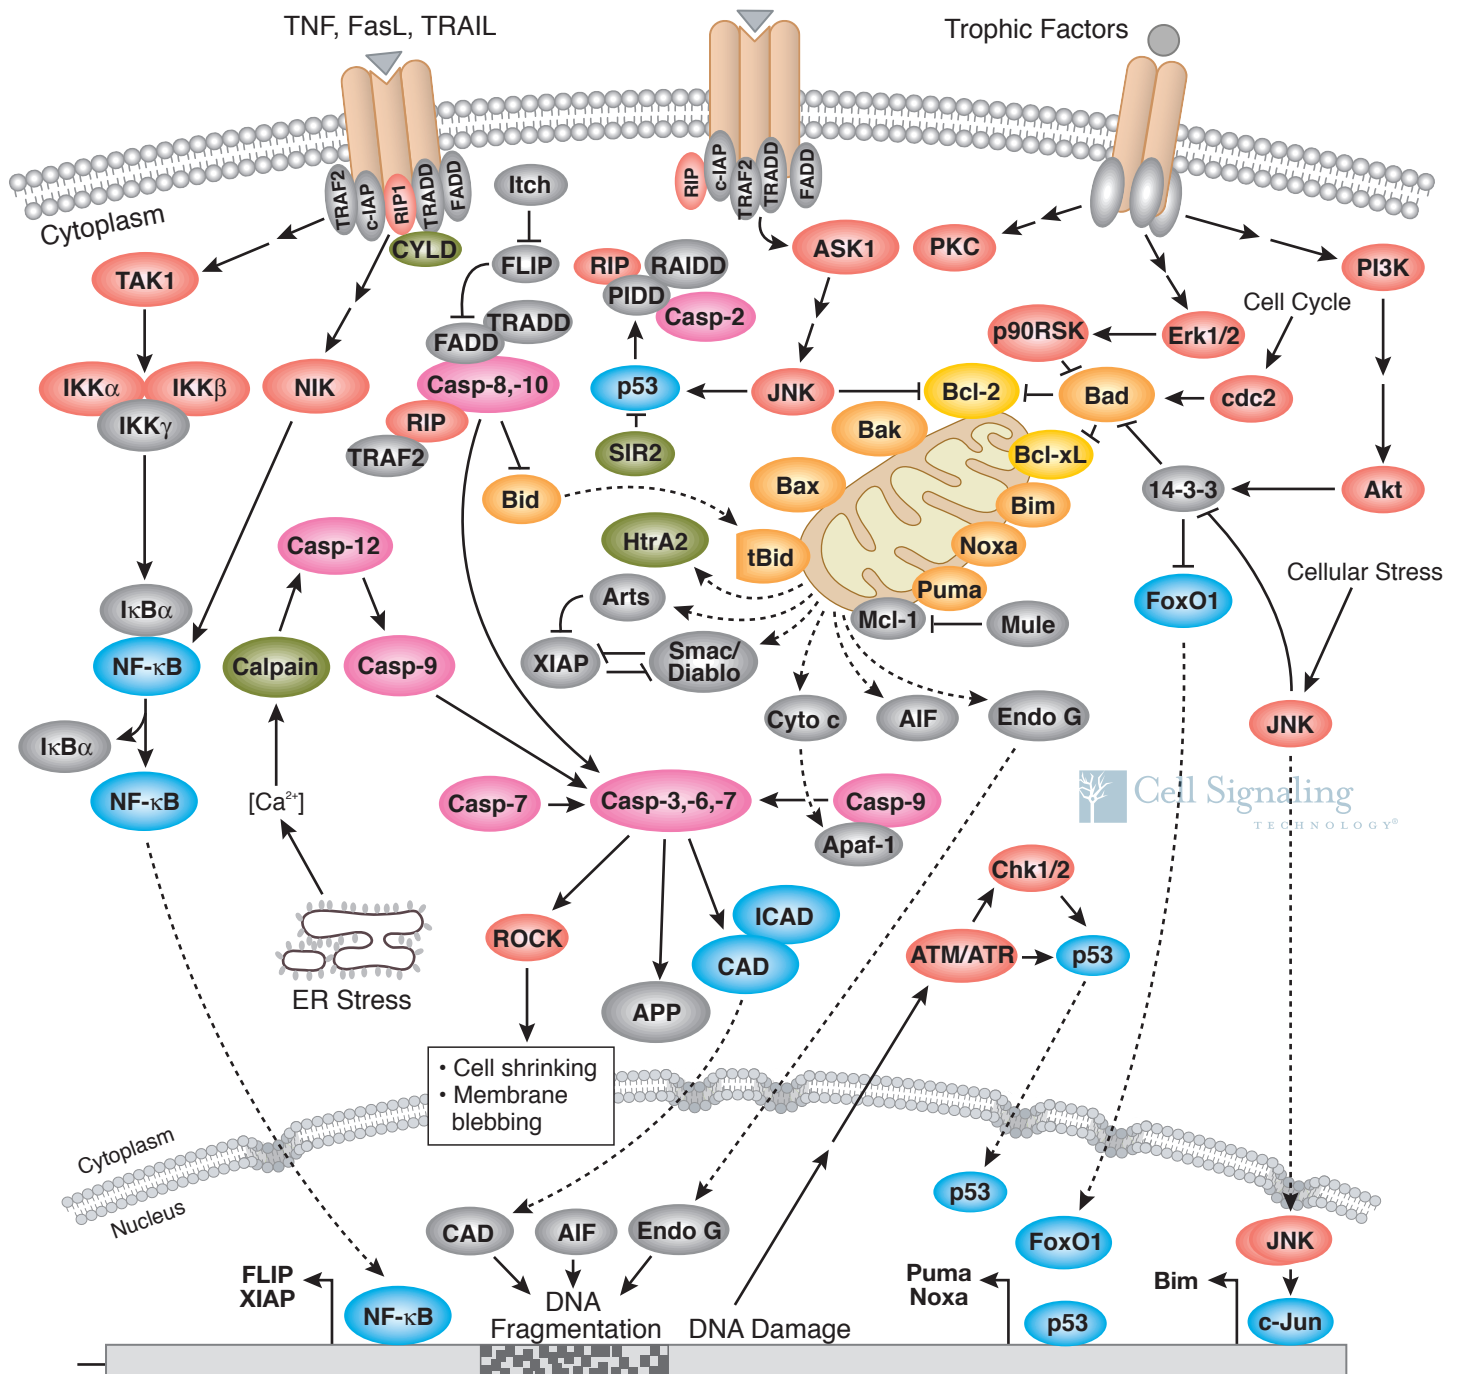 TNF, FasL, TRAIL
Trophic Factors
Cytoplasm
TRAF2
c-IAP
RIP1
TRADD
FADD
CYLD
Itch
FLIP
RIP
c-IAP
TRAF2
TRADD
FADD
ASK1
PKC
PI3K
TAK1
RIP
RAIDD
PIDD
Casp-2
Cell Cycle
TRADD
FADD
p90RSK
Erk1/2
IKKα
IKKβ
IKKγ
NIK
Casp-8,-10
RIP
TRAF2
p53
JNK
Bcl-2
Bad
cdc2
SIR2
Bak
Bcl-xL
Bax
Bid
Bim
14-3-3
Akt
Casp-12
HtrA2
tBid
Noxa
Puma
Cellular Stress
IκBα
Arts
Mcl-1
Mule
FoxO1
NF-κB
Calpain
Casp-9
XIAP
Smac/
Diablo
Cyto c
AIF
Endo G
JNK
IκBα
NF-κB
[Ca2+]
Casp-7
Casp-3,-6,-7
Casp-9
Apaf-1
Cell Signaling
TECHNOLOGY®
Chk1/2
ICAD
CAD
ROCK
ATM/ATR
p53
ER Stress
APP
• Cell shrinking
• Membrane
blebbing
Cytoplasm
Nucleus
p53
CAD
AIF
Endo G
FoxO1
JNK
FLIP
XIAP
NF-κB
DNA
Fragmentation
DNA Damage
Puma
Noxa
p53
Bim
c-Jun